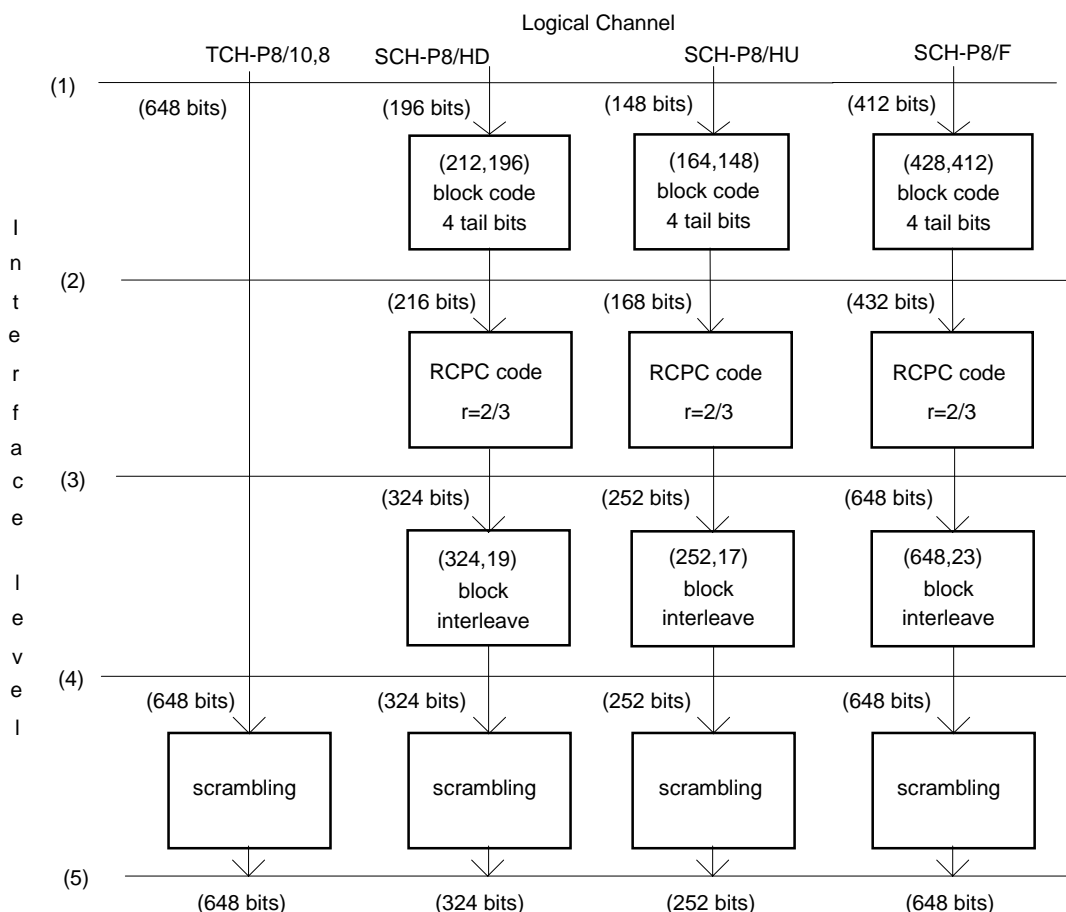 Logical Channel
TCH-P8/10,8 SCH-P8/HD SCH-P8/HU SCH-P8/F
(1)
(648 bits) (196 bits) (148 bits) (412 bits)
(212,196) (164,148) (428,412)
block code block code block code
4 tail bits 4 tail bits 4 tail bits
(2)
(216 bits) (168 bits) (432 bits)
RCPC code RCPC code RCPC code
r=2/3 r=2/3 r=2/3
(3)
(324 bits) (252 bits) (648 bits)
(324,19) (252,17) (648,23)
block block block
interleave interleave interleave
(4)
(648 bits) (324 bits) (252 bits) (648 bits)
scrambling scrambling scrambling scrambling
(5)
(648 bits) (324 bits) (252 bits) (648 bits)
Interface level